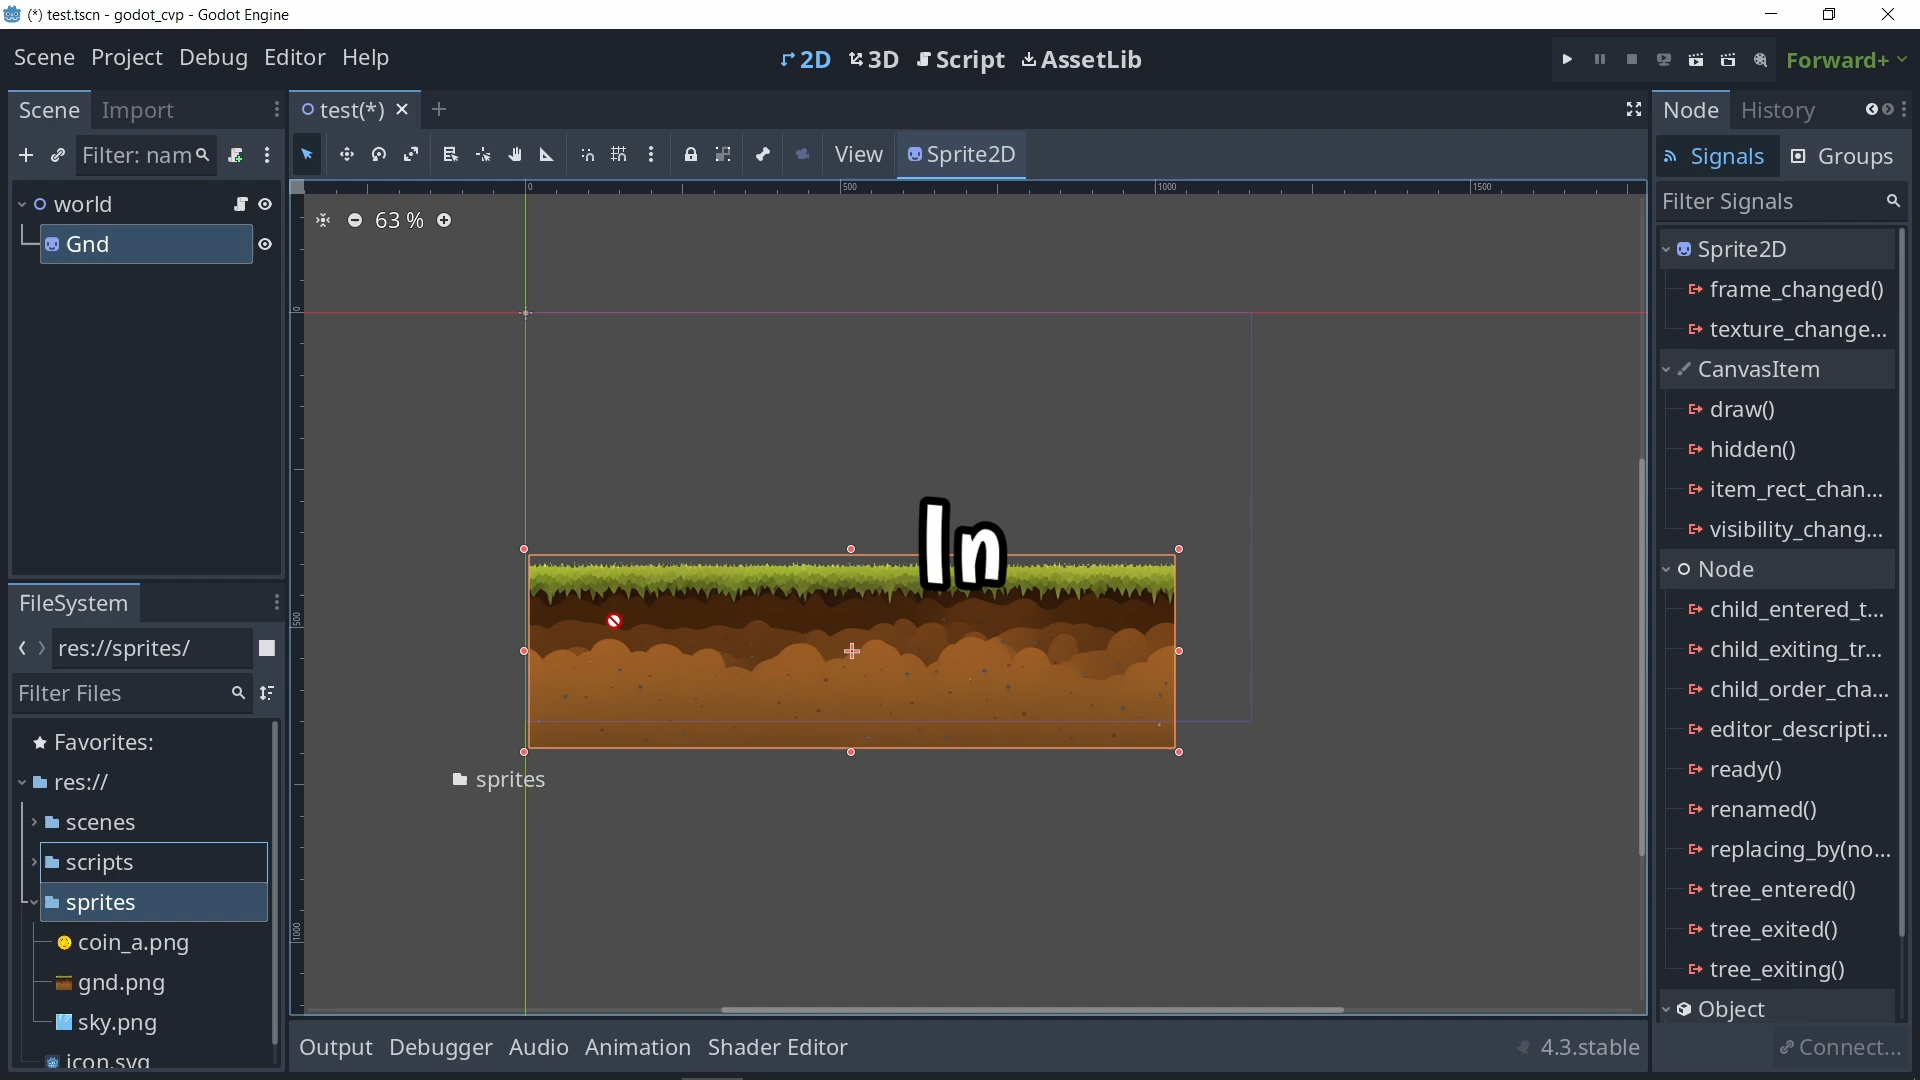 (*) test.tscn - godot_cvp - Godot Engine
Scene Project Debug Editor Help
2D 3D Script AssetLib
Forward+
Scene Import
test(*)
Node History
Filter: nam
View Sprite2D
Signals Groups
Filter Signals
world
Gnd
0 500 1000 1500
63 %
0
500
1000
In
sprites
FileSystem
res://sprites/
Filter Files
Favorites:
res://
scenes
scripts
sprites
coin_a.png
gnd.png
sky.png
icon.svg
Sprite2D
frame_changed()
texture_change...
CanvasItem
draw()
hidden()
item_rect_chan...
visibility_chang...
Node
child_entered_t...
child_exiting_tr...
child_order_cha...
editor_descripti...
ready()
renamed()
replacing_by(no...
tree_entered()
tree_exited()
tree_exiting()
Object
Connect...
Output Debugger Audio Animation Shader Editor
4.3.stable